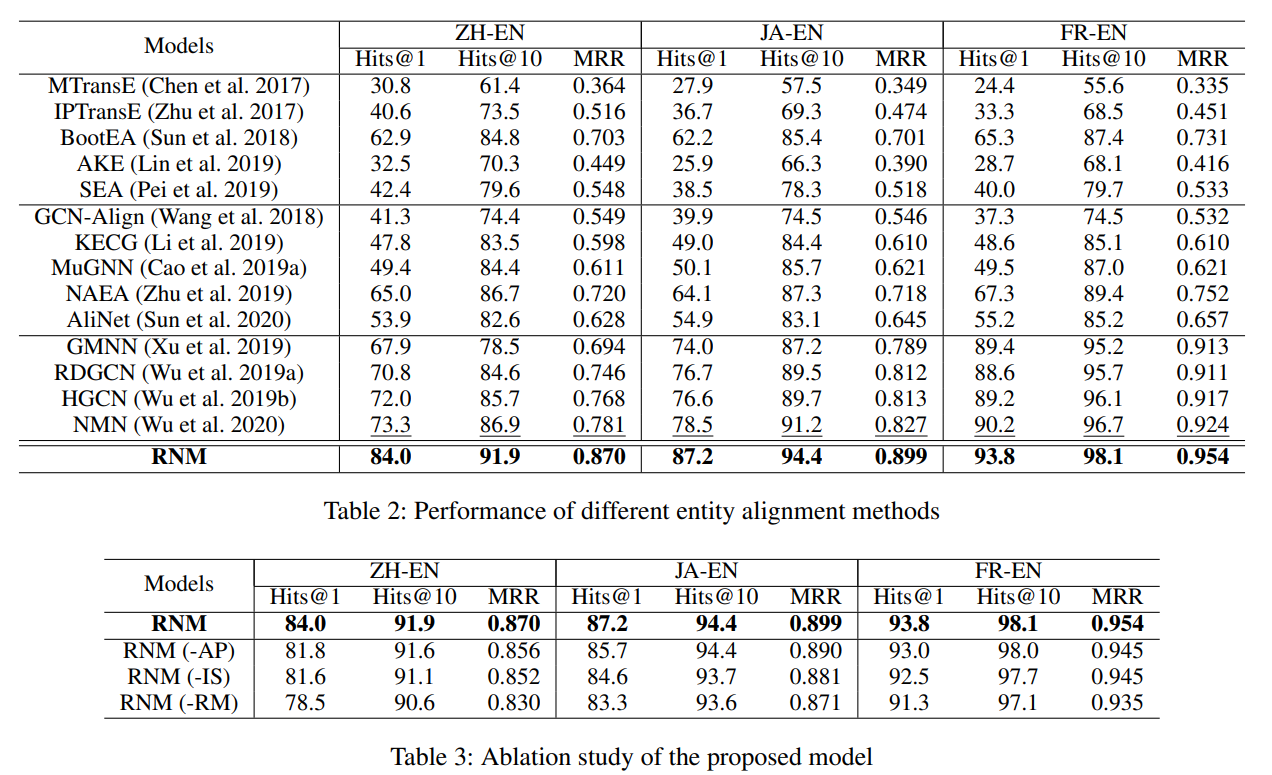 Models ZH-EN JA-EN FR-EN
Hits@1 Hits@10 MRR Hits@1 Hits@10 MRR Hits@1 Hits@10 MRR
MTransE (Chen et al. 2017) 30.8 61.4 0.364 27.9 57.5 0.349 24.4 55.6 0.335
IPTransE (Zhu et al. 2017) 40.6 73.5 0.516 36.7 69.3 0.474 33.3 68.5 0.451
BootEA (Sun et al. 2018) 62.9 84.8 0.703 62.2 85.4 0.701 65.3 87.4 0.731
AKE (Lin et al. 2019) 32.5 70.3 0.449 25.9 66.3 0.390 28.7 68.1 0.416
SEA (Pei et al. 2019) 42.4 79.6 0.548 38.5 78.3 0.518 40.0 79.7 0.533
GCN-Align (Wang et al. 2018) 41.3 74.4 0.549 39.9 74.5 0.546 37.3 74.5 0.532
KECG (Li et al. 2019) 47.8 83.5 0.598 49.0 84.4 0.610 48.6 85.1 0.610
MuGNN (Cao et al. 2019a) 49.4 84.4 0.611 50.1 85.7 0.621 49.5 87.0 0.621
NAEA (Zhu et al. 2019) 65.0 86.7 0.720 64.1 87.3 0.718 67.3 89.4 0.752
AliNet (Sun et al. 2020) 53.9 82.6 0.628 54.9 83.1 0.645 55.2 85.2 0.657
GMNN (Xu et al. 2019) 67.9 78.5 0.694 74.0 87.2 0.789 89.4 95.2 0.913
RDGCN (Wu et al. 2019a) 70.8 84.6 0.746 76.7 89.5 0.812 88.6 95.7 0.911
HGCN (Wu et al. 2019b) 72.0 85.7 0.768 76.6 89.7 0.813 89.2 96.1 0.917
NMN (Wu et al. 2020) 73.3 86.9 0.781 78.5 91.2 0.827 90.2 96.7 0.924
RNM 84.0 91.9 0.870 87.2 94.4 0.899 93.8 98.1 0.954
Table 2: Performance of different entity alignment methods
Models ZH-EN JA-EN FR-EN
Hits@1 Hits@10 MRR Hits@1 Hits@10 MRR Hits@1 Hits@10 MRR
RNM 84.0 91.9 0.870 87.2 94.4 0.899 93.8 98.1 0.954
RNM (-AP) 81.8 91.6 0.856 85.7 94.4 0.890 93.0 98.0 0.945
RNM (-IS) 81.6 91.1 0.852 84.6 93.7 0.881 92.5 97.7 0.945
RNM (-RM) 78.5 90.6 0.830 83.3 93.6 0.871 91.3 97.1 0.935
Table 3: Ablation study of the proposed model